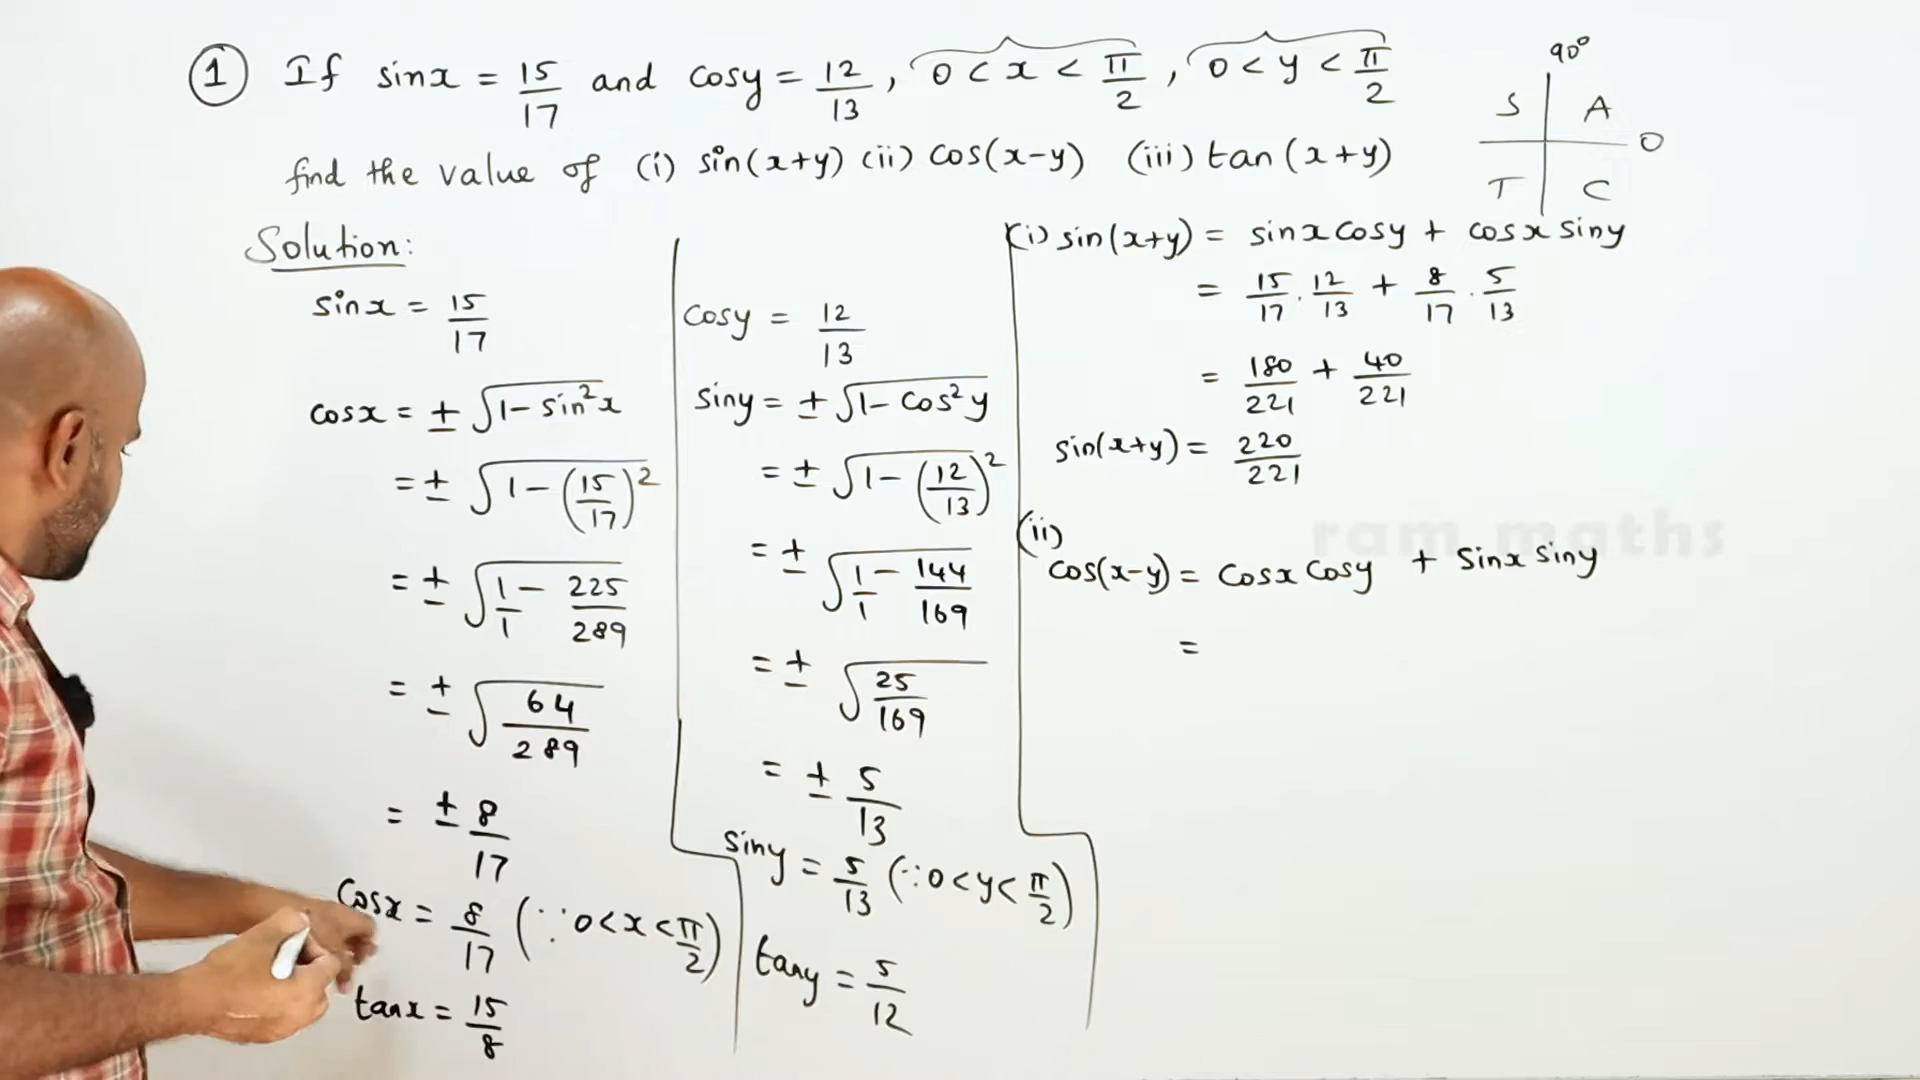 ① If sinx = 15/17 and cosy = 12/13, 0 < x < π/2, 0 < y < π/2
find the value of (i) sin(x+y) (ii) cos(x-y) (iii) tan(x+y)
90°
S A
0
T C
Solution:
sinx = 15/17
cosx = ± √(1 - sin²x)
= ± √(1 - (15/17)²)
= ± √(1/1 - 225/289)
= ± √(64/289)
= ± 8/17
cosx = 8/17 (∵ 0 < x < π/2)
tanx = 15/8
cosy = 12/13
siny = ± √(1 - cos²y)
= ± √(1 - (12/13)²)
= ± √(1/1 - 144/169)
= ± √(25/169)
= ± 5/13
siny = 5/13 (∵ 0 < y < π/2)
tany = 5/12
(i) sin(x+y) = sinx cosy + cosx siny
= 15/17 . 12/13 + 8/17 . 5/13
= 180/221 + 40/221
sin(x+y) = 220/221
(ii)
cos(x-y) = cosx cosy + sinx siny
=
ram maths